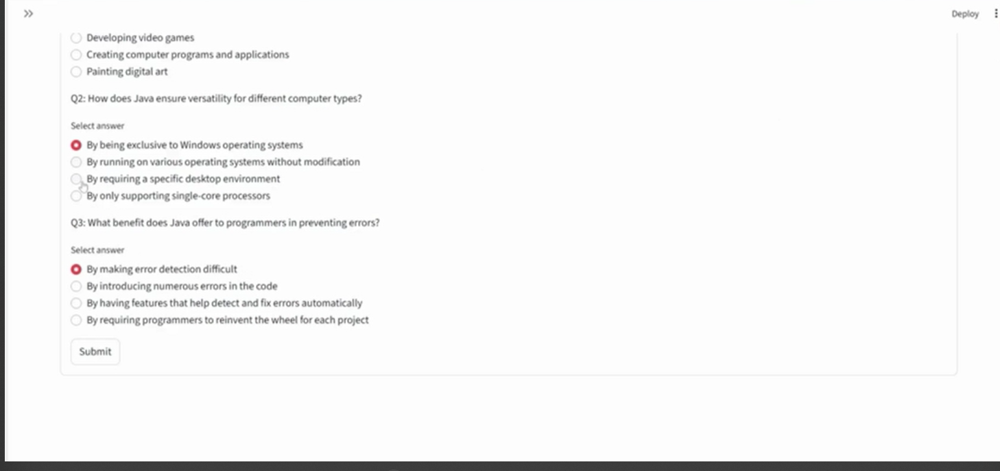 Deploy
Developing video games
Creating computer programs and applications
Painting digital art
Q2: How does Java ensure versatility for different computer types?
Select answer
By being exclusive to Windows operating systems
By running on various operating systems without modification
By requiring a specific desktop environment
By only supporting single-core processors
Q3: What benefit does Java offer to programmers in preventing errors?
Select answer
By making error detection difficult
By introducing numerous errors in the code
By having features that help detect and fix errors automatically
By requiring programmers to reinvent the wheel for each project
Submit